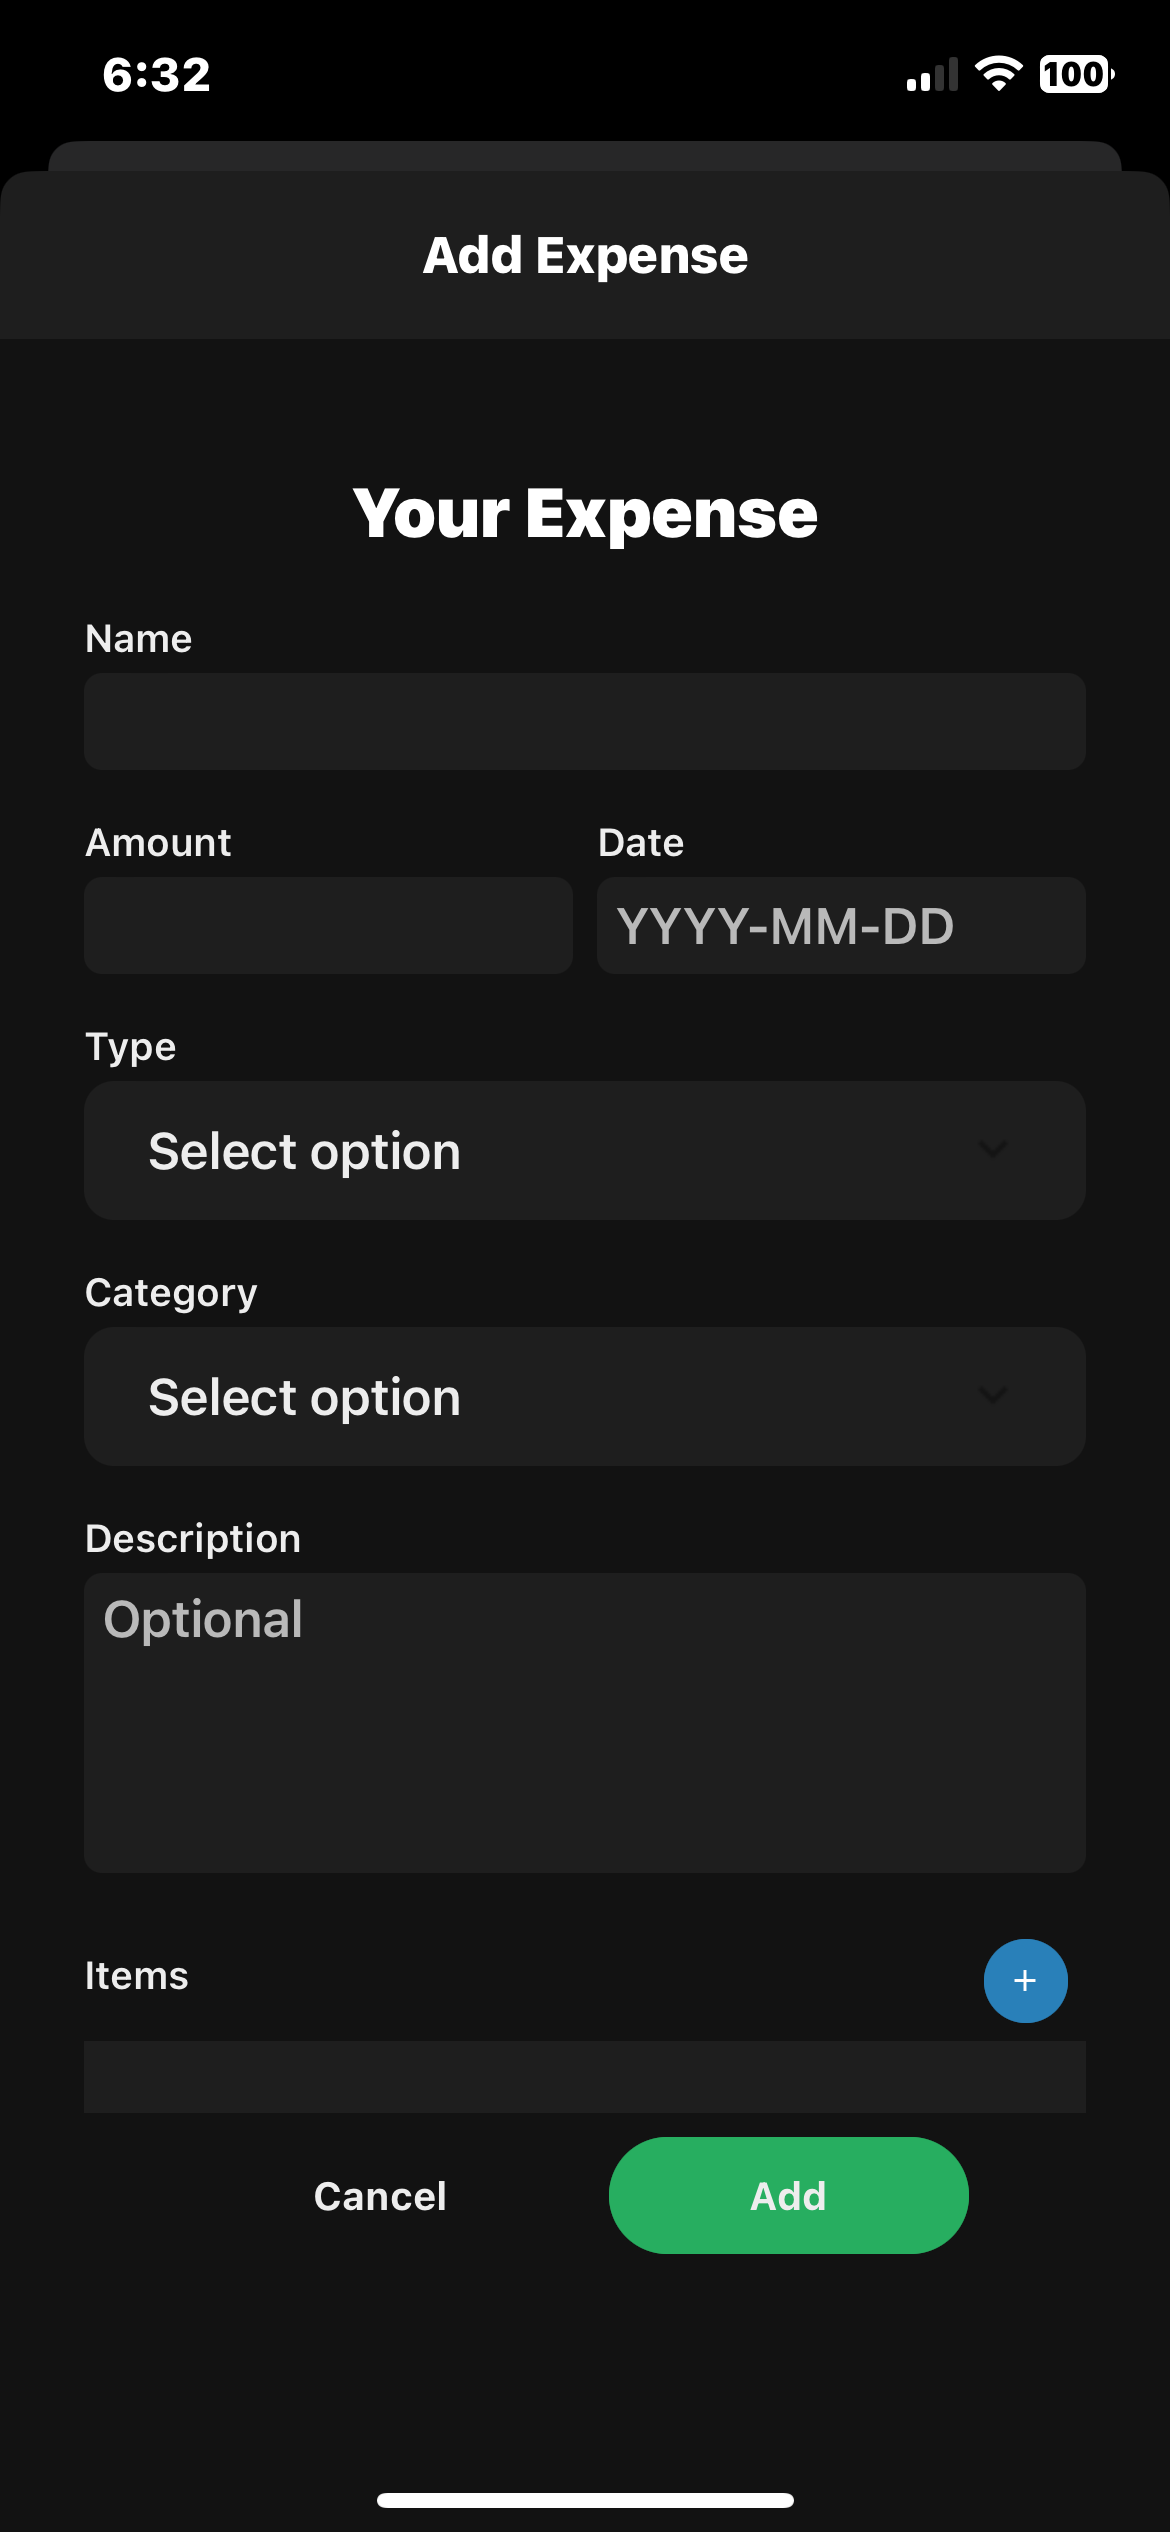 6:32
100
Add Expense
Your Expense
Name
Amount Date
YYYY-MM-DD
Type
Select option
Category
Select option
Description
Optional
Items
+
Cancel Add